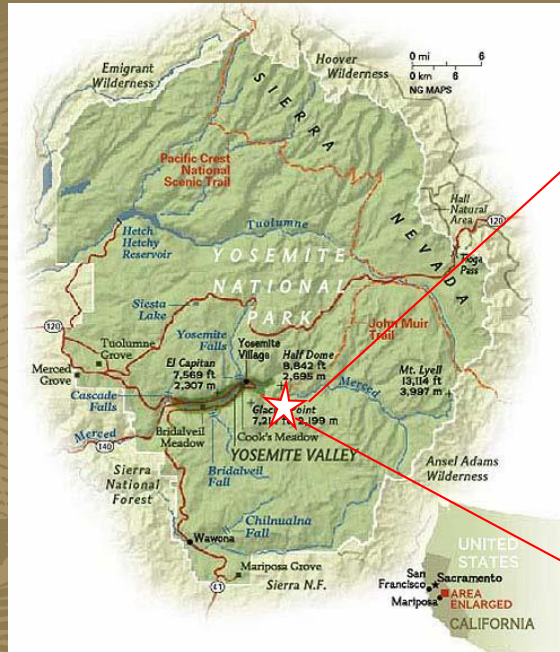 Emigrant
Wilderness
Hoover
Wilderness
0 mi 6
0 km 6
NG MAPS
SIERRA
NEVADA
Pacific Crest
National
Scenic Trail
Hall
Natural
Area
120
Tioga
Pass
Tuolumne
Hetch
Hetchy
Reservoir
YOSEMITE
NATIONAL
PARK
Siesta
Lake
Yosemite
Falls
Yosemite
Village
John Muir
Trail
120
Tuolumne
Grove
Merced
Grove
El Capitan
7,569 ft
2,307 m
Half Dome
8,842 ft
2,695 m
Mt. Lyell
13,114 ft
3,997 m
Merced
Cascade
Falls
Point
2,199 m
Merced
140
Bridalveil
Meadow
Cook's Meadow
YOSEMITE VALLEY
Bridalveil
Fall
Ansel Adams
Wilderness
Sierra
National
Forest
Chilnualna
Fall
Wawona
Mariposa Grove
41
Sierra N.F.
UNITED
STATES
San
Francisco
Sacramento
Mariposa
AREA
ENLARGED
CALIFORNIA